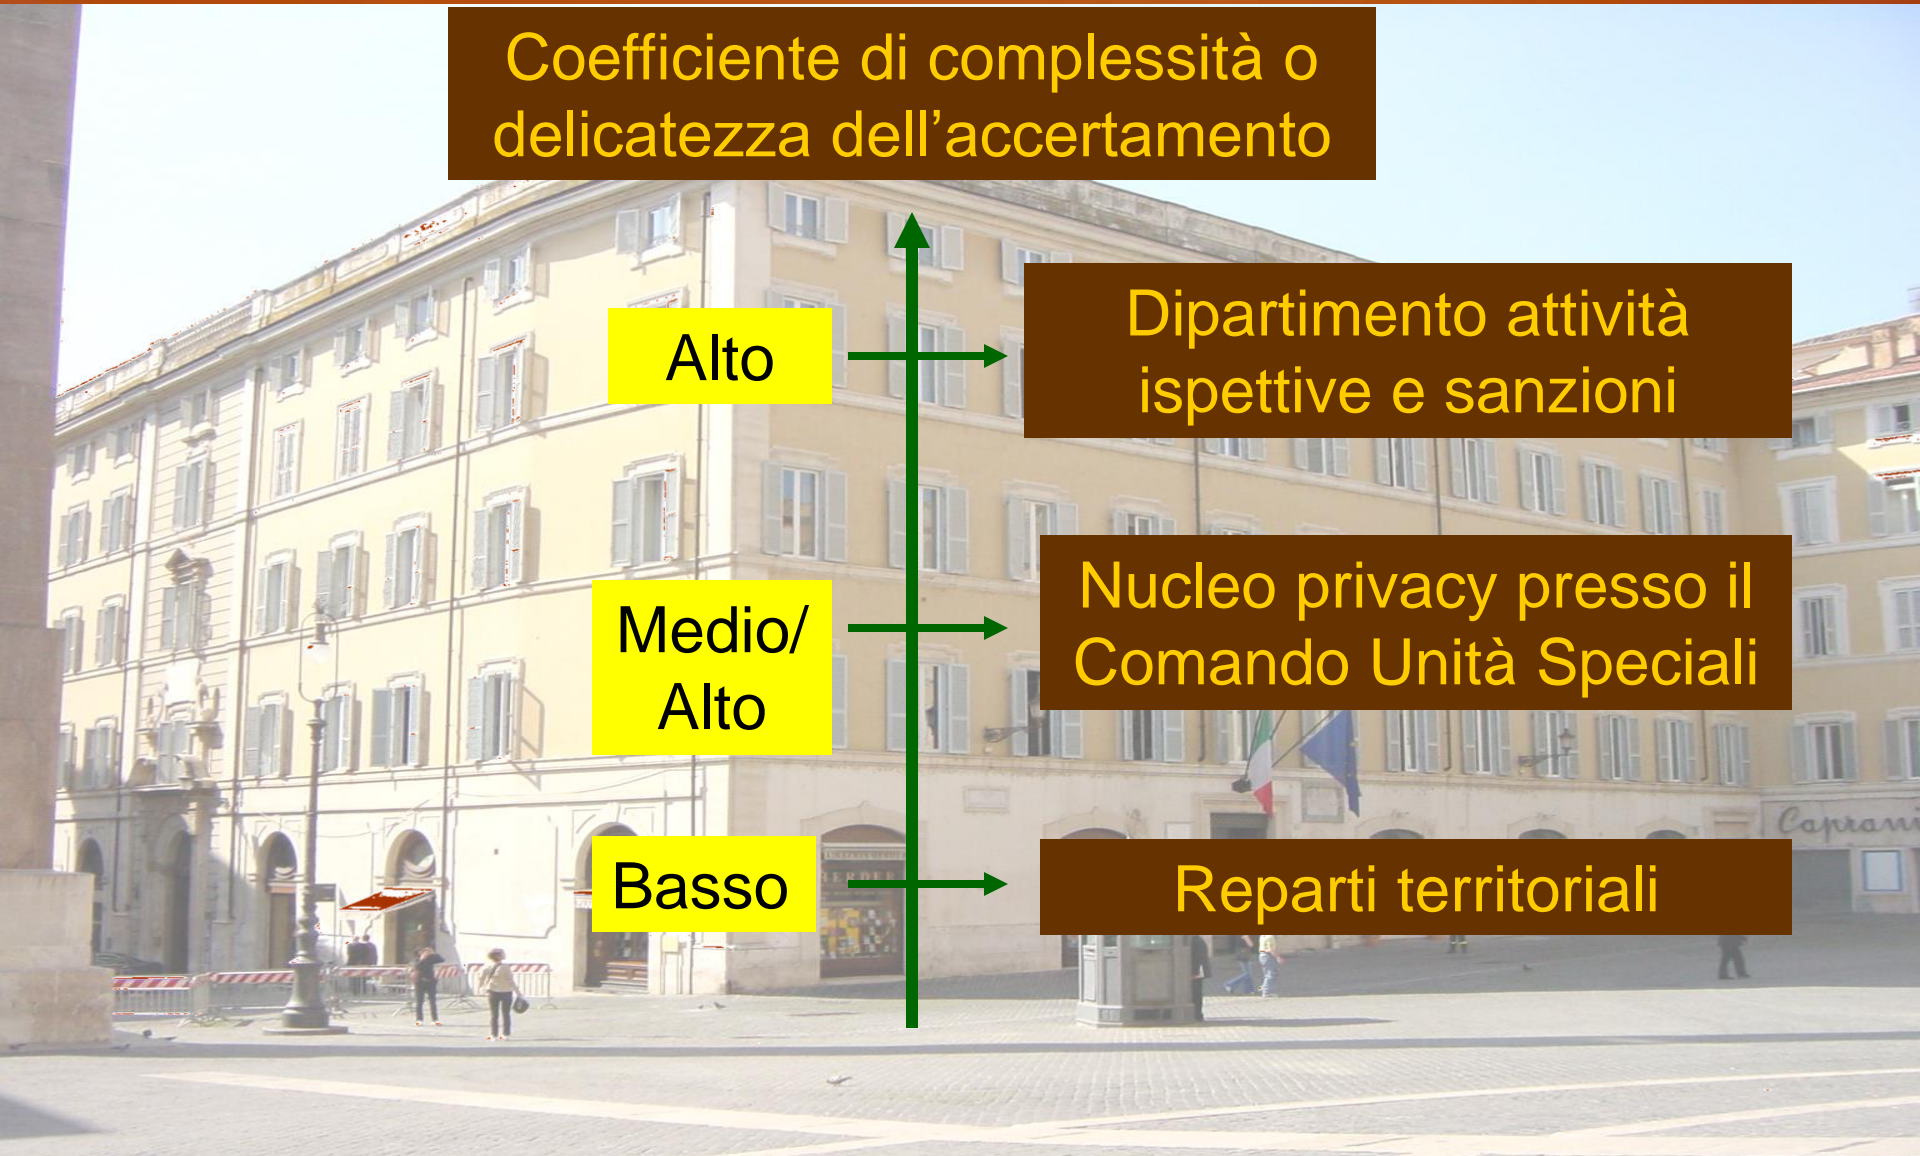 Coefficiente di complessità o
delicatezza dell’accertamento
Alto
Dipartimento attività
ispettive e sanzioni
Medio/
Alto
Nucleo privacy presso il
Comando Unità Speciali
Basso
Reparti territoriali